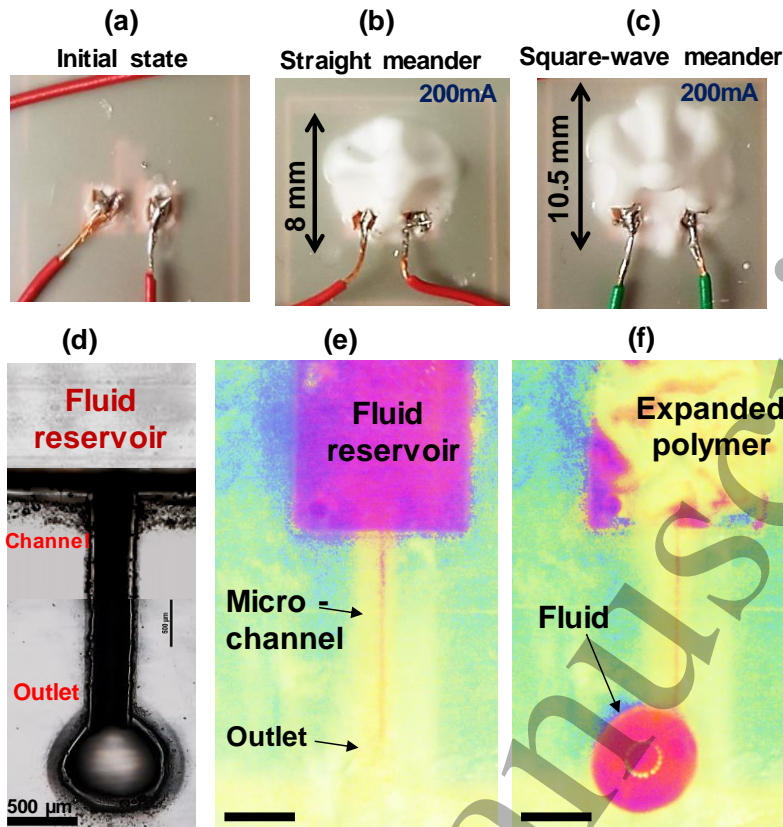 (a)
Initial state
(b)
Straight meander
200mA
8 mm
(c)
Square-wave meander
200mA
10.5 mm
(d)
Fluid
reservoir
Channel
500 µm
Outlet
500 µm
(e)
Fluid
reservoir
Micro -
channel
Outlet
(f)
Expanded
polymer
Fluid